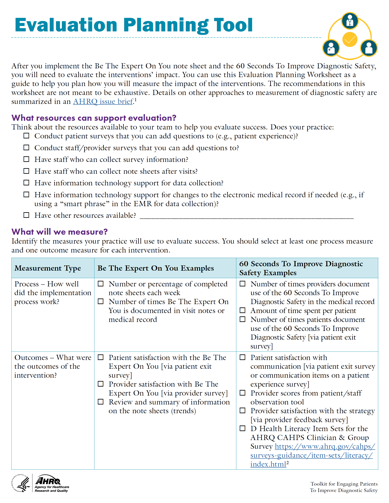 Evaluation Planning Tool
After you implement the Be The Expert On You note sheet and the 60 Seconds To Improve Diagnostic Safety,
you will need to evaluate the interventions' impact. You can use this Evaluation Planning Worksheet as a
guide to help you plan how you will measure the impact of the interventions. The recommendations in this
worksheet are not meant to be exhaustive. Details on other approaches to measurement of diagnostic safety are
summarized in an AHRQ issue brief.¹
What resources can support evaluation?
Think about the resources available to your team to help you evaluate success. Does your practice:
☐ Conduct patient surveys that you can add questions to (e.g., patient experience)?
☐ Conduct staff/provider surveys that you can add questions to?
☐ Have staff who can collect survey information?
☐ Have staff who can collect note sheets after visits?
☐ Have information technology support for data collection?
☐ Have information technology support for changes to the electronic medical record if needed (e.g., if
using a "smart phrase" in the EMR for data collection)?
☐ Have other resources available? ____________________
What will we measure?
Identify the measures your practice will use to evaluate success. You should select at least one process measure
and one outcome measure for each intervention.
Measurement Type
Be The Expert On You Examples
60 Seconds To Improve Diagnostic
Safety Examples
Process – How well
did the implementation
process work?
☐ Number or percentage of completed
note sheets each week
☐ Number of times Be The Expert On
You is documented in visit notes or
medical record
☐ Number of times providers document
use of the 60 Seconds To Improve
Diagnostic Safety in the medical record
☐ Amount of time spent per patient
☐ Number of times patients document
use of the 60 Seconds To Improve
Diagnostic Safety [via patient exit
survey]
Outcomes – What were
the outcomes of the
intervention?
☐ Patient satisfaction with the Be The
Expert On You [via patient exit
survey]
☐ Provider satisfaction with Be The
Expert On You [via provider survey]
☐ Review and summary of information
on the note sheets (trends)
☐ Patient satisfaction with
communication [via patient exit survey
or communication items on a patient
experience survey]
☐ Provider scores from patient/staff
observation tool
☐ Provider satisfaction with the strategy
[via provider feedback survey]
☐ D Health Literacy Item Sets for the
AHRQ CAHPS Clinician & Group
Survey https://www.ahrq.gov/cahps/
surveys-guidance/item-sets/literacy/
index.html²
AHRQ
Agency for Healthcare
Research and Quality
Toolkit for Engaging Patients
To Improve Diagnostic Safety